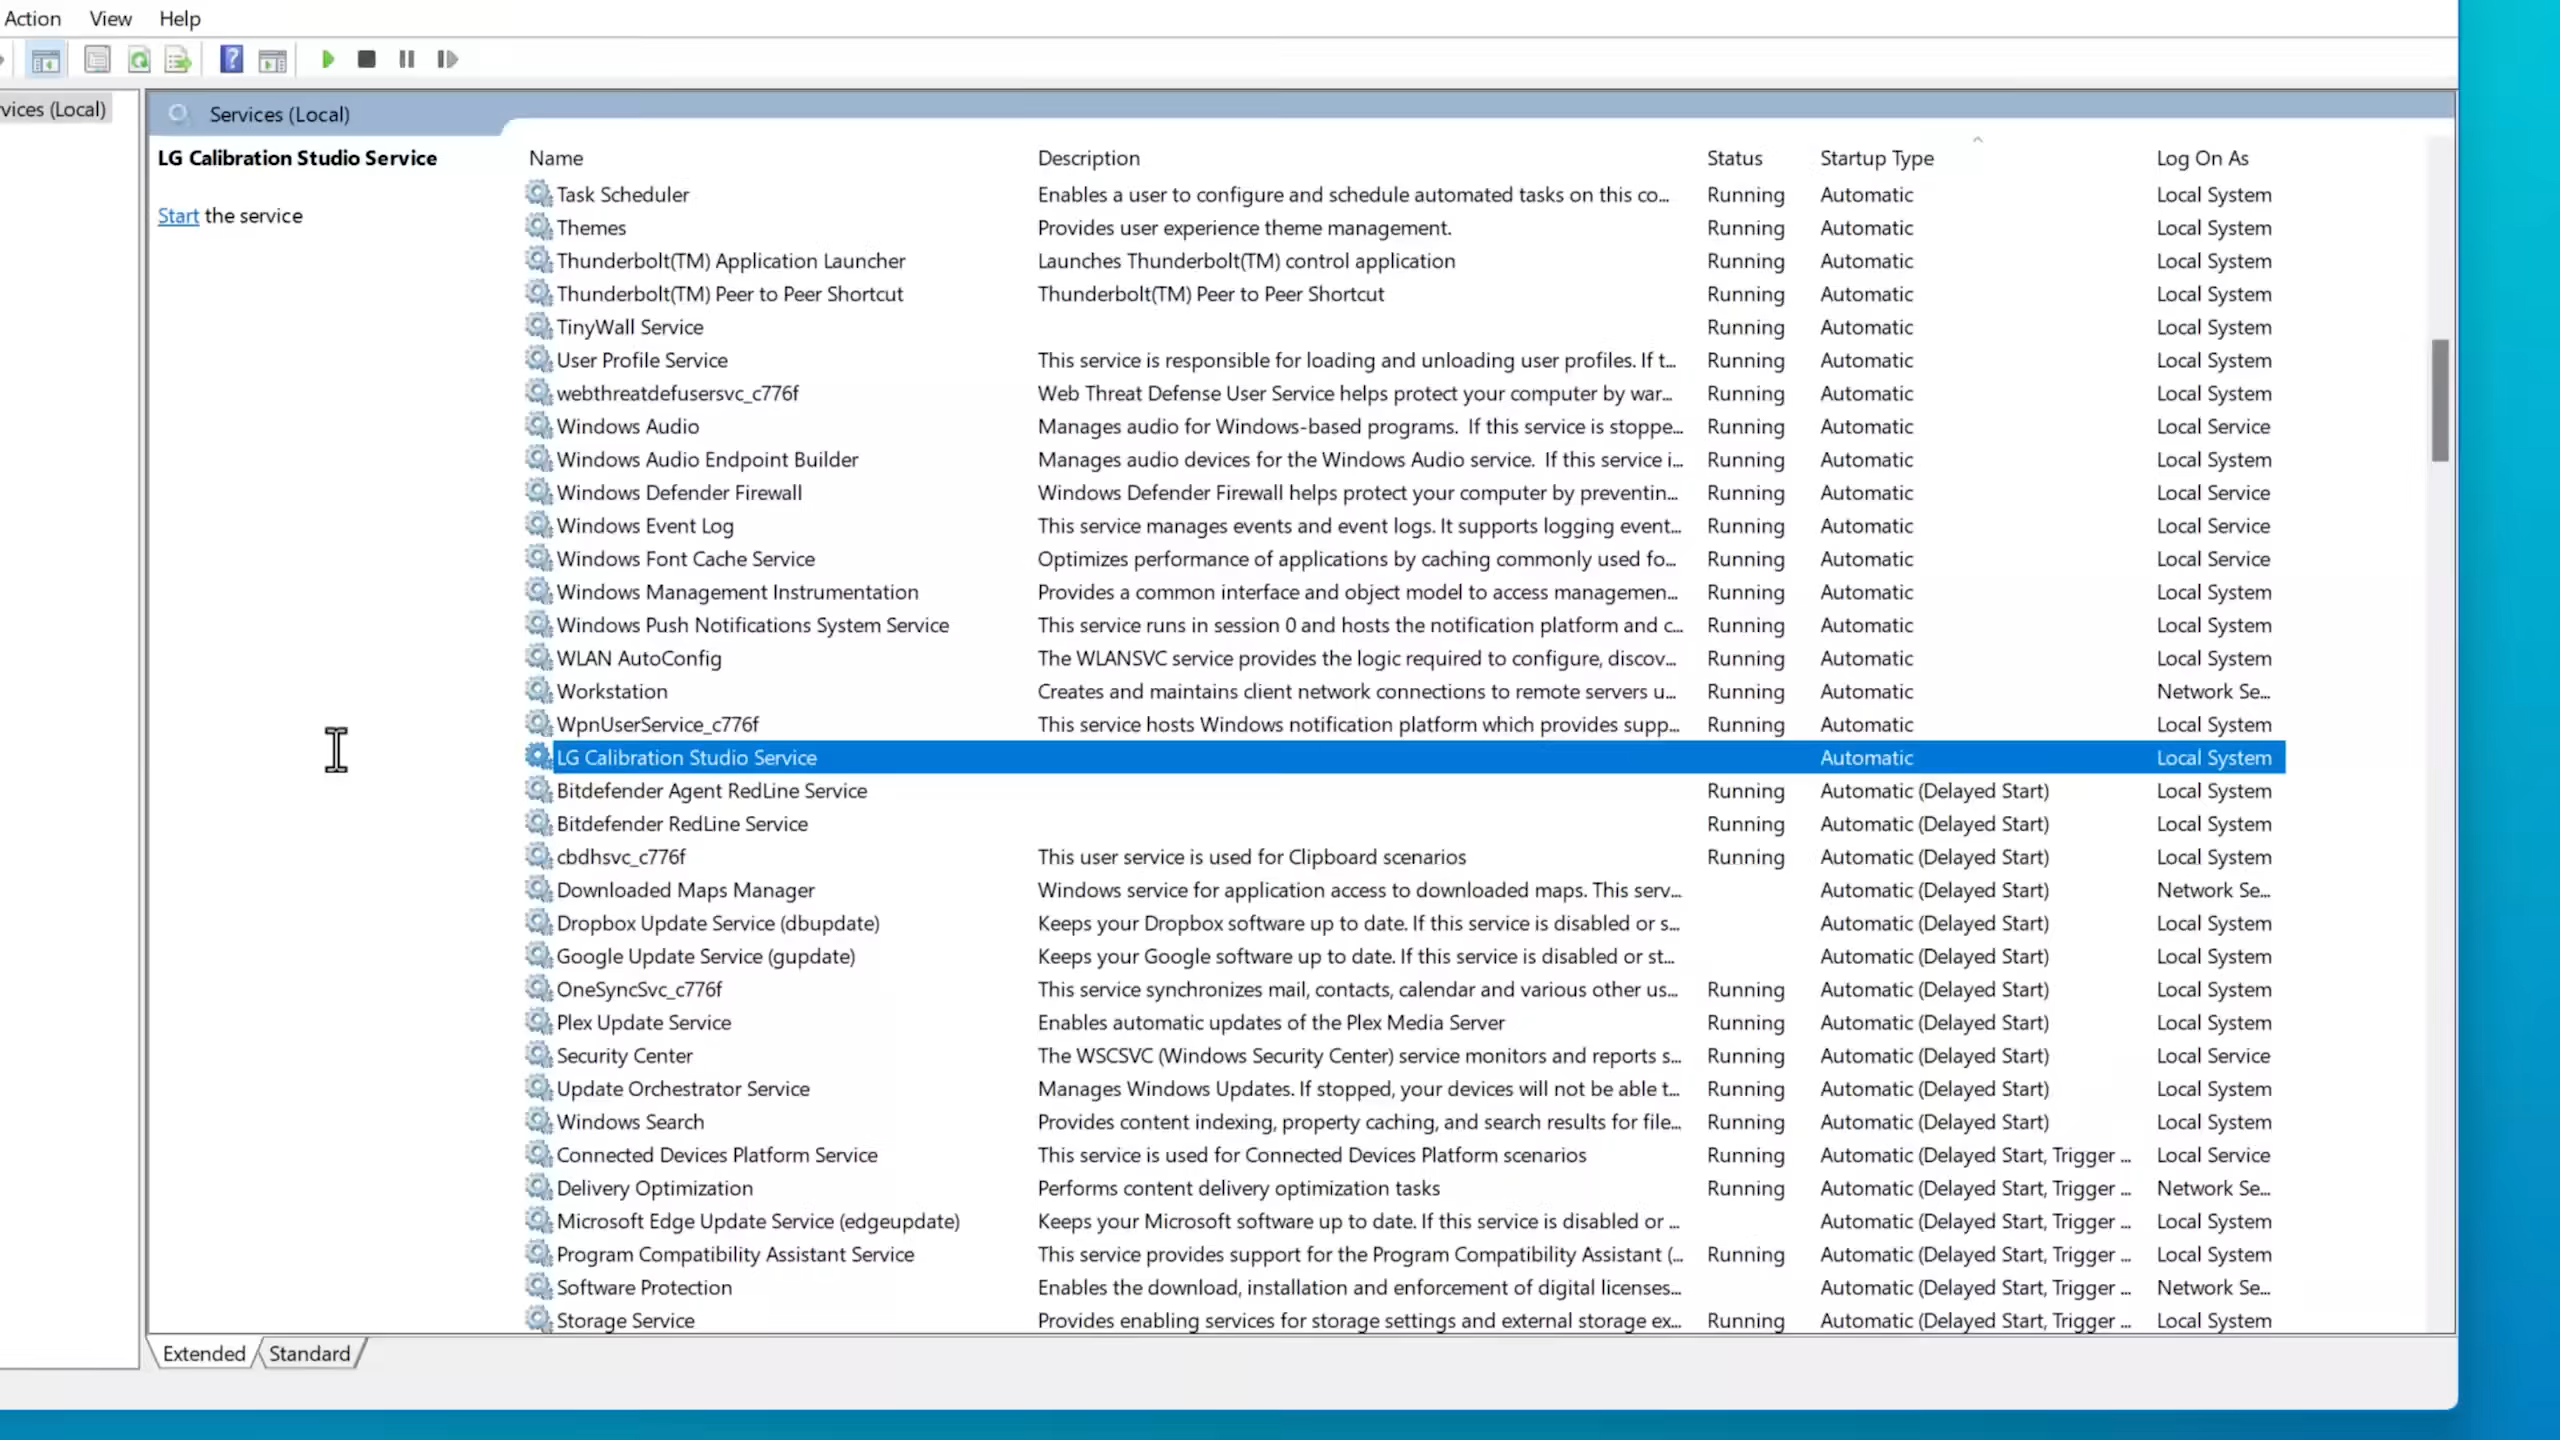 Action View Help
vices (Local)
Services (Local)
LG Calibration Studio Service
Start the service
Name Description Status Startup Type Log On As
Task Scheduler Enables a user to configure and schedule automated tasks on this co... Running Automatic Local System
Themes Provides user experience theme management. Running Automatic Local System
Thunderbolt(TM) Application Launcher Launches Thunderbolt(TM) control application Running Automatic Local System
Thunderbolt(TM) Peer to Peer Shortcut Thunderbolt(TM) Peer to Peer Shortcut Running Automatic Local System
TinyWall Service Running Automatic Local System
User Profile Service This service is responsible for loading and unloading user profiles. If t... Running Automatic Local System
webthreatdefusersvc_c776f Web Threat Defense User Service helps protect your computer by war... Running Automatic Local System
Windows Audio Manages audio for Windows-based programs. If this service is stoppe... Running Automatic Local Service
Windows Audio Endpoint Builder Manages audio devices for the Windows Audio service. If this service i... Running Automatic Local System
Windows Defender Firewall Windows Defender Firewall helps protect your computer by preventin... Running Automatic Local Service
Windows Event Log This service manages events and event logs. It supports logging event... Running Automatic Local Service
Windows Font Cache Service Optimizes performance of applications by caching commonly used fo... Running Automatic Local Service
Windows Management Instrumentation Provides a common interface and object model to access managemen... Running Automatic Local System
Windows Push Notifications System Service This service runs in session 0 and hosts the notification platform and c... Running Automatic Local System
WLAN AutoConfig The WLANSVC service provides the logic required to configure, discov... Running Automatic Local System
Workstation Creates and maintains client network connections to remote servers u... Running Automatic Network Se...
WpnUserService_c776f This service hosts Windows notification platform which provides supp... Running Automatic Local System
LG Calibration Studio Service Automatic Local System
Bitdefender Agent RedLine Service Running Automatic (Delayed Start) Local System
Bitdefender RedLine Service Running Automatic (Delayed Start) Local System
cbdhsvc_c776f This user service is used for Clipboard scenarios Running Automatic (Delayed Start) Local System
Downloaded Maps Manager Windows service for application access to downloaded maps. This serv... Automatic (Delayed Start) Network Se...
Dropbox Update Service (dbupdate) Keeps your Dropbox software up to date. If this service is disabled or s... Automatic (Delayed Start) Local System
Google Update Service (gupdate) Keeps your Google software up to date. If this service is disabled or st... Automatic (Delayed Start) Local System
OneSyncSvc_c776f This service synchronizes mail, contacts, calendar and various other us... Running Automatic (Delayed Start) Local System
Plex Update Service Enables automatic updates of the Plex Media Server Running Automatic (Delayed Start) Local System
Security Center The WSCSVC (Windows Security Center) service monitors and reports s... Running Automatic (Delayed Start) Local Service
Update Orchestrator Service Manages Windows Updates. If stopped, your devices will not be able t... Running Automatic (Delayed Start) Local System
Windows Search Provides content indexing, property caching, and search results for file... Running Automatic (Delayed Start) Local System
Connected Devices Platform Service This service is used for Connected Devices Platform scenarios Running Automatic (Delayed Start, Trigger ... Local Service
Delivery Optimization Performs content delivery optimization tasks Running Automatic (Delayed Start, Trigger ... Network Se...
Microsoft Edge Update Service (edgeupdate) Keeps your Microsoft software up to date. If this service is disabled or ... Automatic (Delayed Start, Trigger ... Local System
Program Compatibility Assistant Service This service provides support for the Program Compatibility Assistant (... Running Automatic (Delayed Start, Trigger ... Local System
Software Protection Enables the download, installation and enforcement of digital licenses... Automatic (Delayed Start, Trigger ... Network Se...
Storage Service Provides enabling services for storage settings and external storage ex... Running Automatic (Delayed Start, Trigger ... Local System
Extended Standard